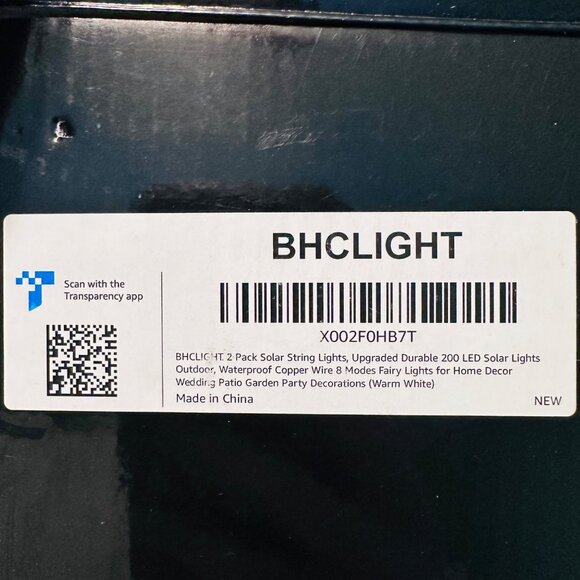 BHCLIGHT
Scan with the
Transparency app
X002F0HB7T
BHCLIGHT 2 Pack Solar String Lights, Upgraded Durable 200 LED Solar Lights
Outdoor, Waterproof Copper Wire 8 Modes Fairy Lights for Home Decor
Wedding Patio Garden Party Decorations (Warm White)
Made in China
NEW